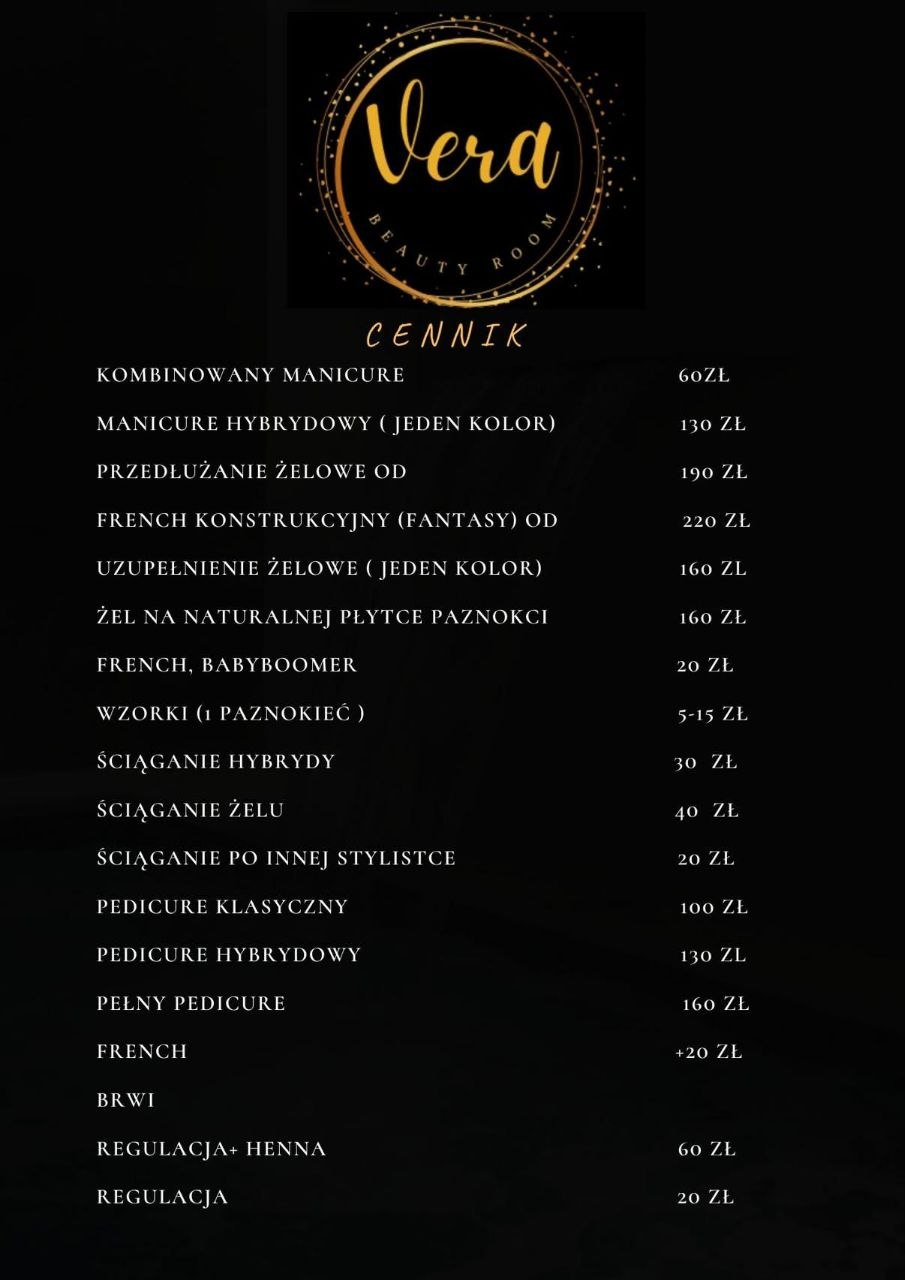 Vera
BEAUTY ROOM
CENNIK
KOMBINOWANY MANICURE 60ZŁ
MANICURE HYBRYDOWY ( JEDEN KOLOR) 130 ZŁ
PRZEDŁUŻANIE ŻELOWE OD 190 ZŁ
FRENCH KONSTRUKCYJNY (FANTASY) OD 220 ZŁ
UZUPEŁNIENIE ŻELOWE ( JEDEN KOLOR) 160 ZL
ŻEL NA NATURALNEJ PŁYTCE PAZNOKCI 160 ZŁ
FRENCH, BABYBOOMER 20 ZŁ
WZORKI (1 PAZNOKIEĆ ) 5-15 ZŁ
ŚCIĄGANIE HYBRYDY 30 ZŁ
ŚCIĄGANIE ŻELU 40 ZŁ
ŚCIĄGANIE PO INNEJ STYLISTCE 20 ZŁ
PEDICURE KLASYCZNY 100 ZŁ
PEDICURE HYBRYDOWY 130 ZL
PEŁNY PEDICURE 160 ZŁ
FRENCH +20 ZŁ
BRWI
REGULACJA+ HENNA 60 ZŁ
REGULACJA 20 ZŁ